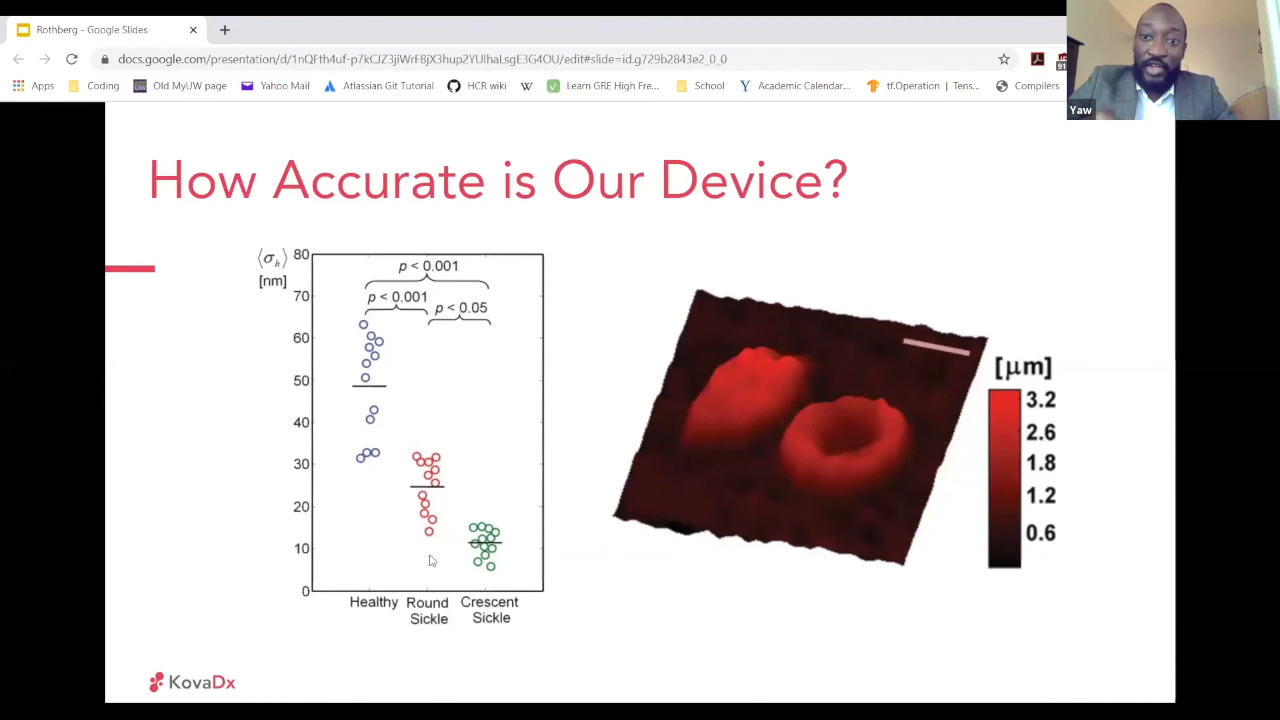 Rothberg - Google Slides
docs.google.com/presentation/d/1nQFth4uf-_7kCJZ3jiWrF8jX3hup2YUIhaLsgE3G4OU/edit#slide=id.g729b2843e2_0_0
Apps Coding Old MyUW page Yahoo Mail Atlassian Git Tutorial HCR wiki W Learn GRE High Fre... School Y Academic Calendar... tf.Operation | Tens... Compilers
91
Yaw
How Accurate is Our Device?
⟨σh⟩
[nm]
80
70
60
50
40
30
20
10
0
p < 0.001
p < 0.001
p < 0.05
Healthy Round Crescent
Sickle Sickle
[μm]
3.2
2.6
1.8
1.2
0.6
KovaDx